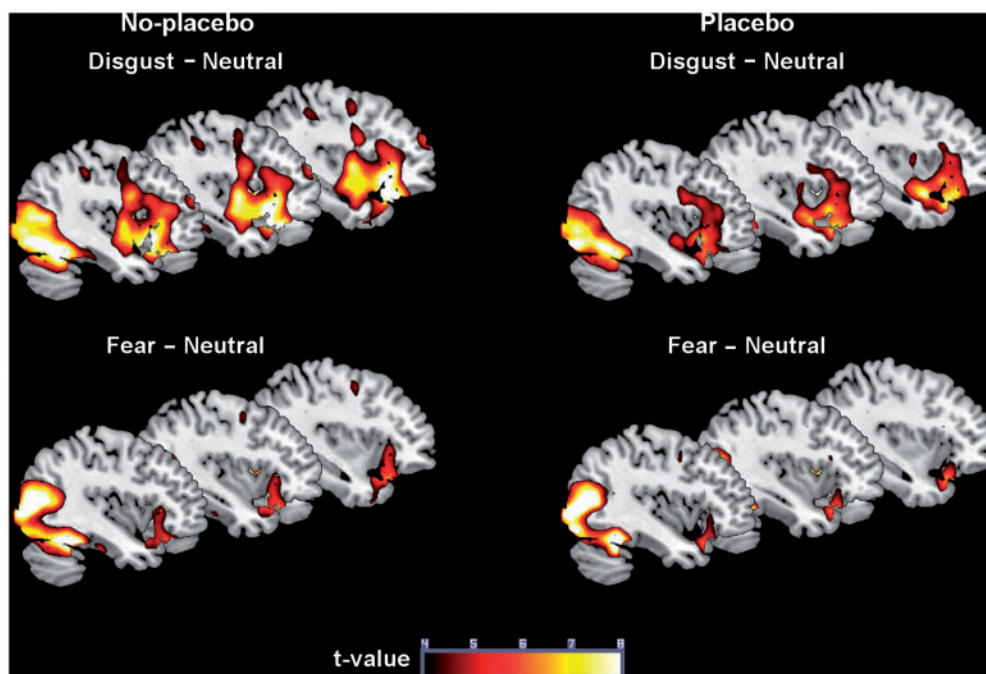 No-placebo
Disgust – Neutral
Placebo
Disgust – Neutral
Fear – Neutral
Fear – Neutral
t-value
4 5 6 7 8